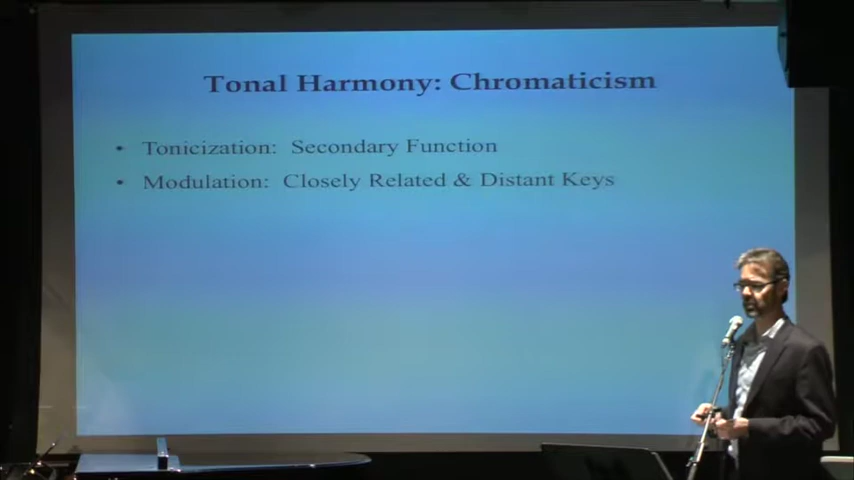 Tonal Harmony: Chromaticism
• Tonicization: Secondary Function
• Modulation: Closely Related & Distant Keys